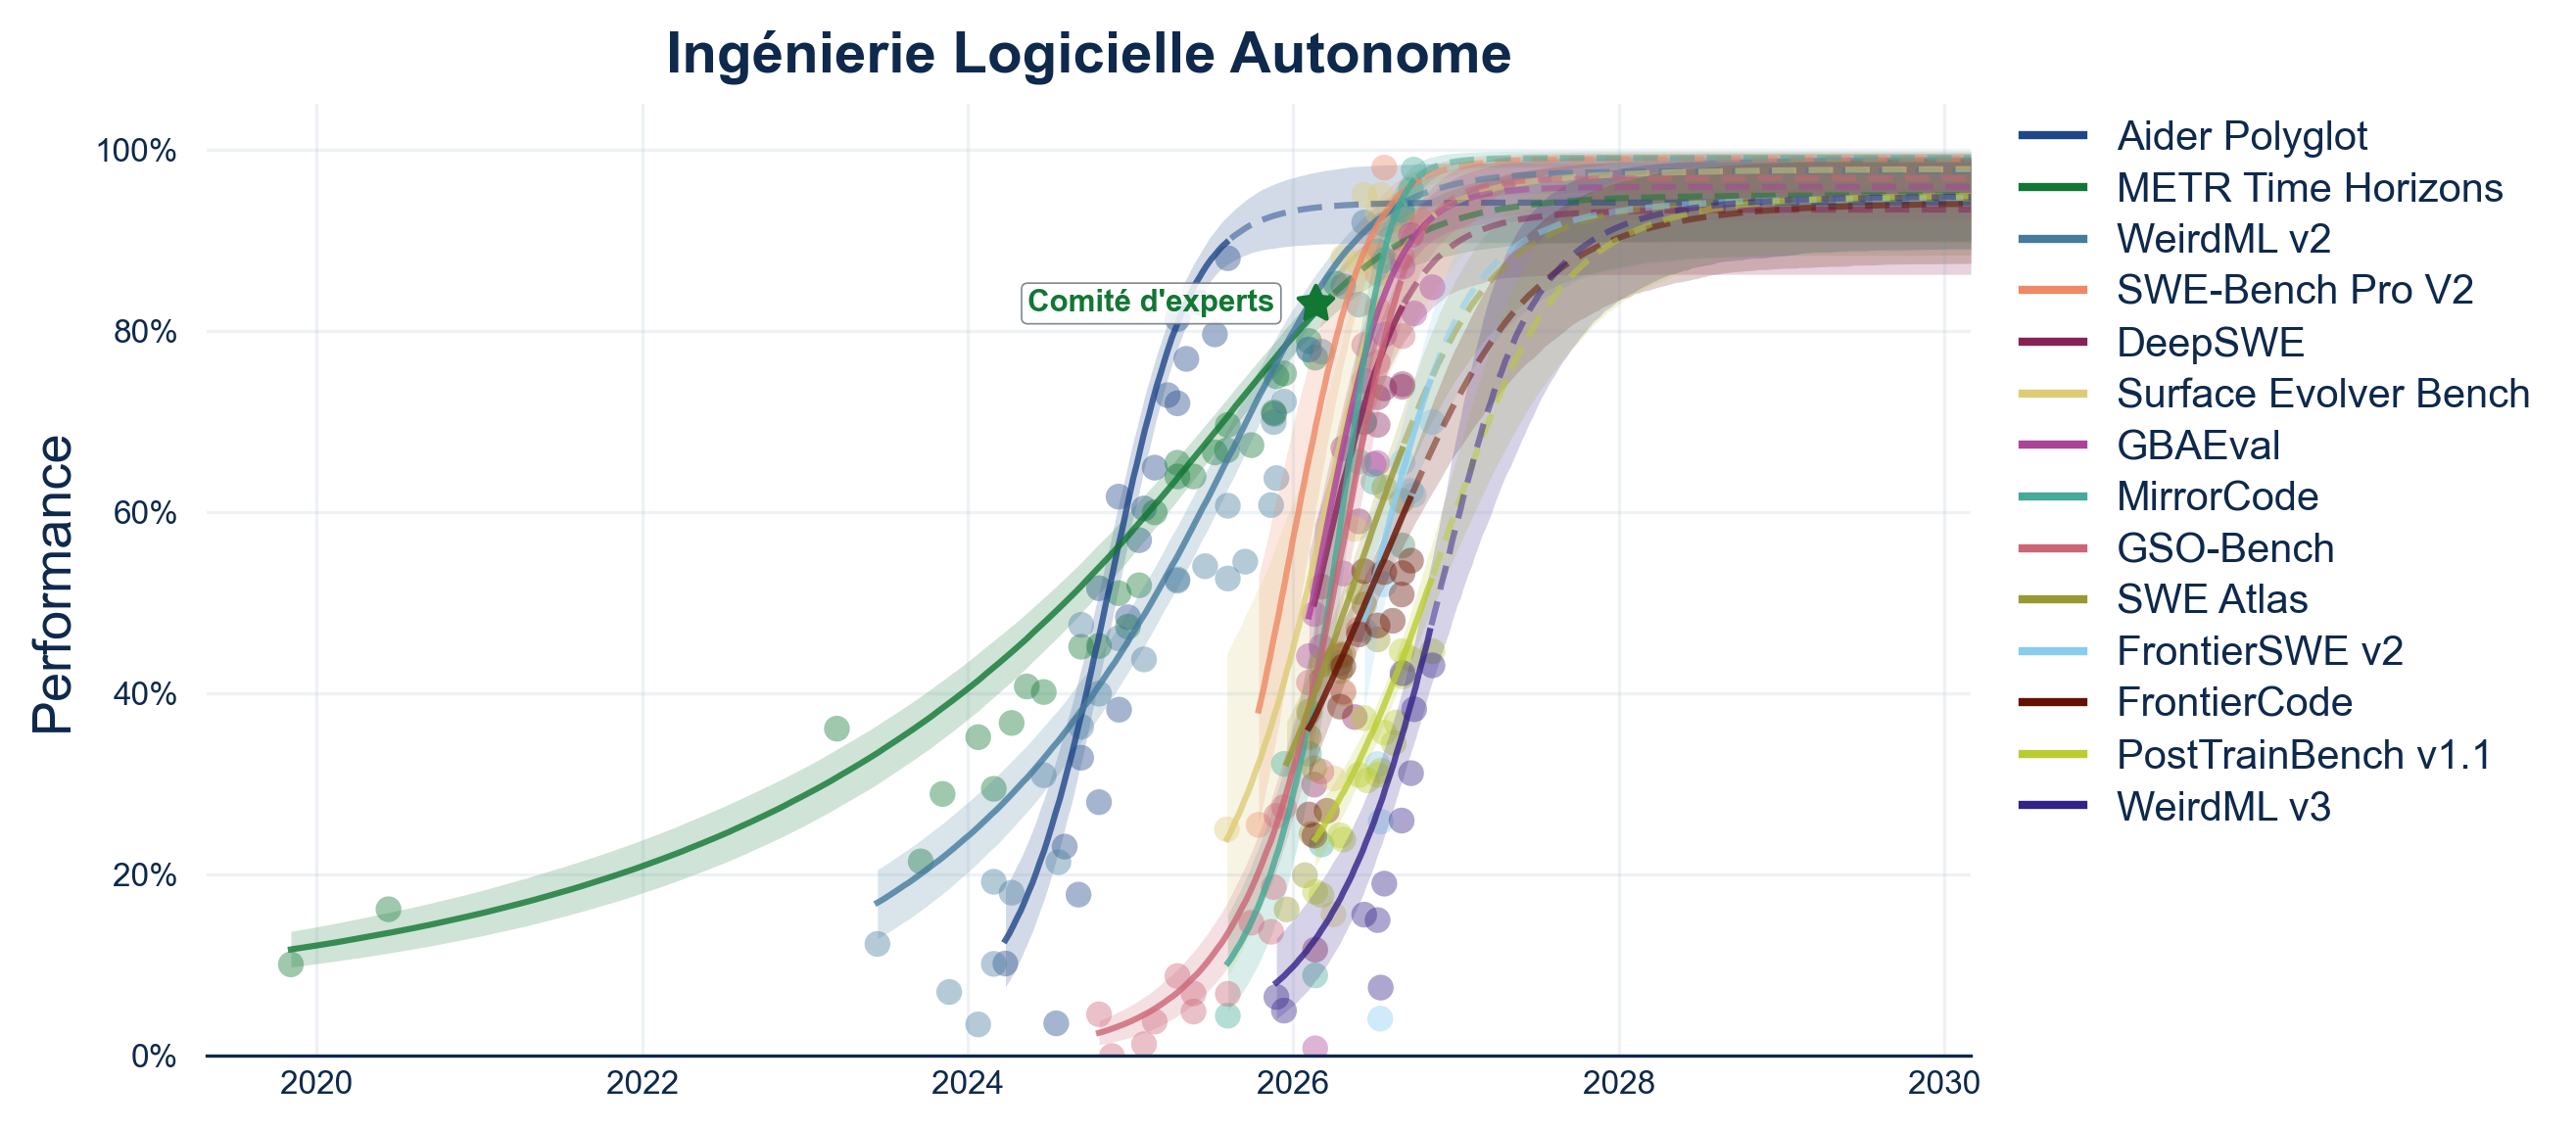 Ingénierie Logicielle Autonome
Performance
100%
80%
60%
40%
20%
0%
2020
2022
2024
2026
2028
2030
Comité d'experts
Aider Polyglot
METR Time Horizons
WeirdML v2
SWE-Bench Pro V2
DeepSWE
Surface Evolver Bench
GBAEval
MirrorCode
GSO-Bench
SWE Atlas
FrontierSWE v2
FrontierCode
PostTrainBench v1.1
WeirdML v3